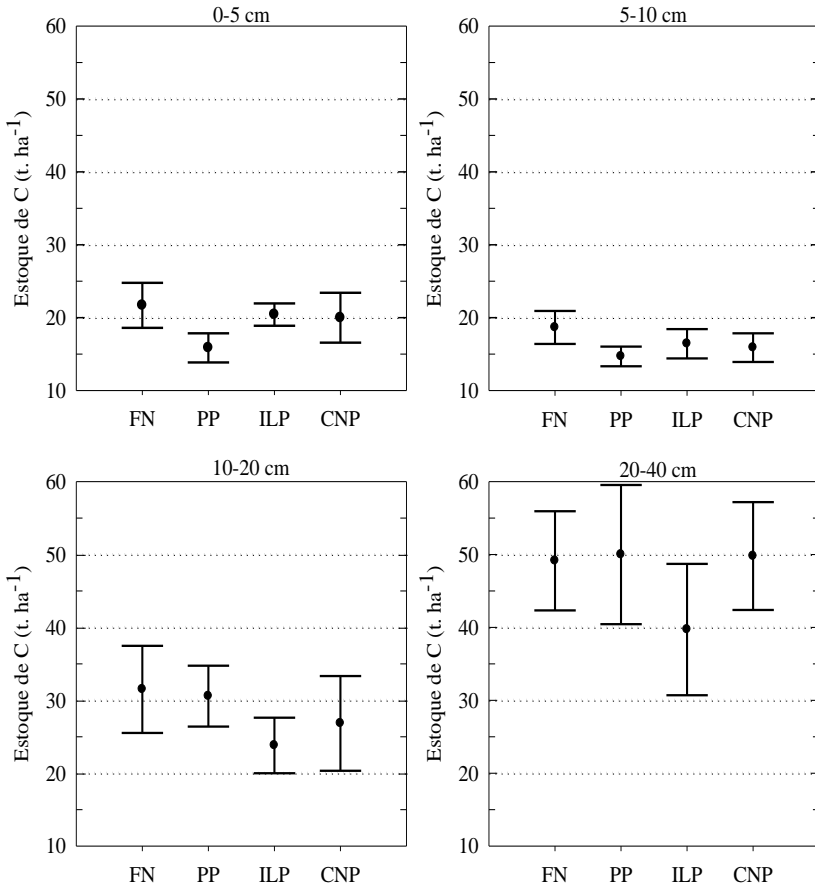 0-5 cm
Estoque de C (t. ha-1)
60
50
40
30
20
10
FN PP ILP CNP
5-10 cm
Estoque de C (t. ha-1)
60
50
40
30
20
10
FN PP ILP CNP
10-20 cm
Estoque de C (t. ha-1)
60
50
40
30
20
10
FN PP ILP CNP
20-40 cm
Estoque de C (t. ha-1)
60
50
40
30
20
10
FN PP ILP CNP